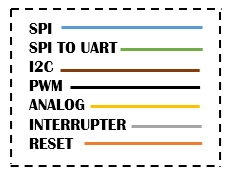 SPI
SPI TO UART
I2C
PWM
ANALOG
INTERRUPTER
RESET